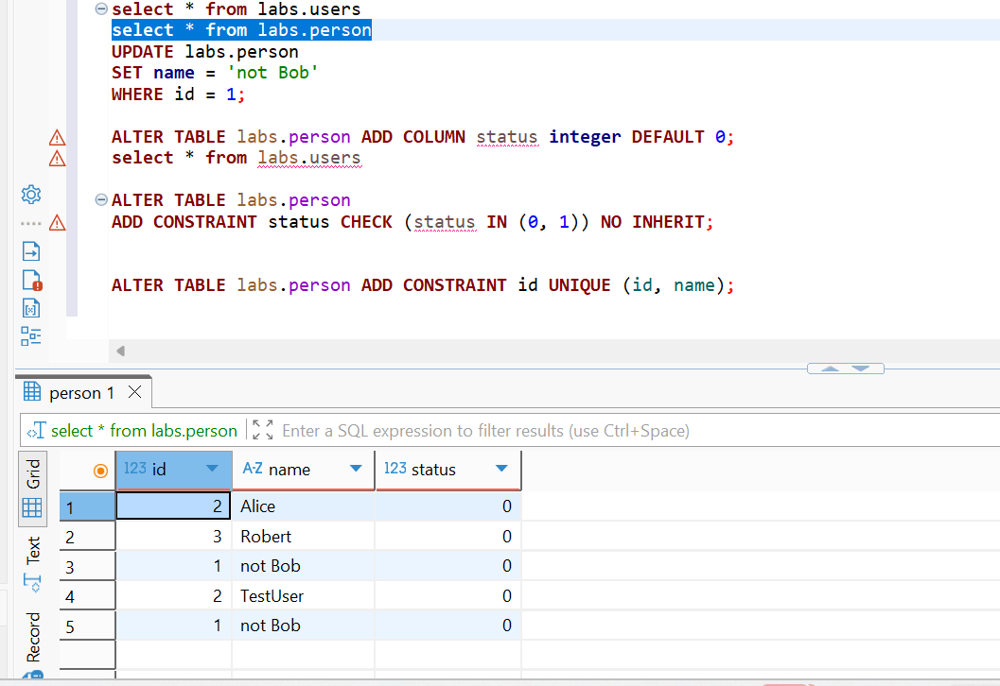 select * from labs.users
select * from labs.person
UPDATE labs.person
SET name = 'not Bob'
WHERE id = 1;
ALTER TABLE labs.person ADD COLUMN status integer DEFAULT 0;
select * from labs.users
ALTER TABLE labs.person
ADD CONSTRAINT status CHECK (status IN (0, 1)) NO INHERIT;
ALTER TABLE labs.person ADD CONSTRAINT id UNIQUE (id, name);
person 1
select * from labs.person Enter a SQL expression to filter results (use Ctrl+Space)
Grid
Text
Record
123 id A-Z name 123 status
1 2 Alice 0
2 3 Robert 0
3 1 not Bob 0
4 2 TestUser 0
5 1 not Bob 0